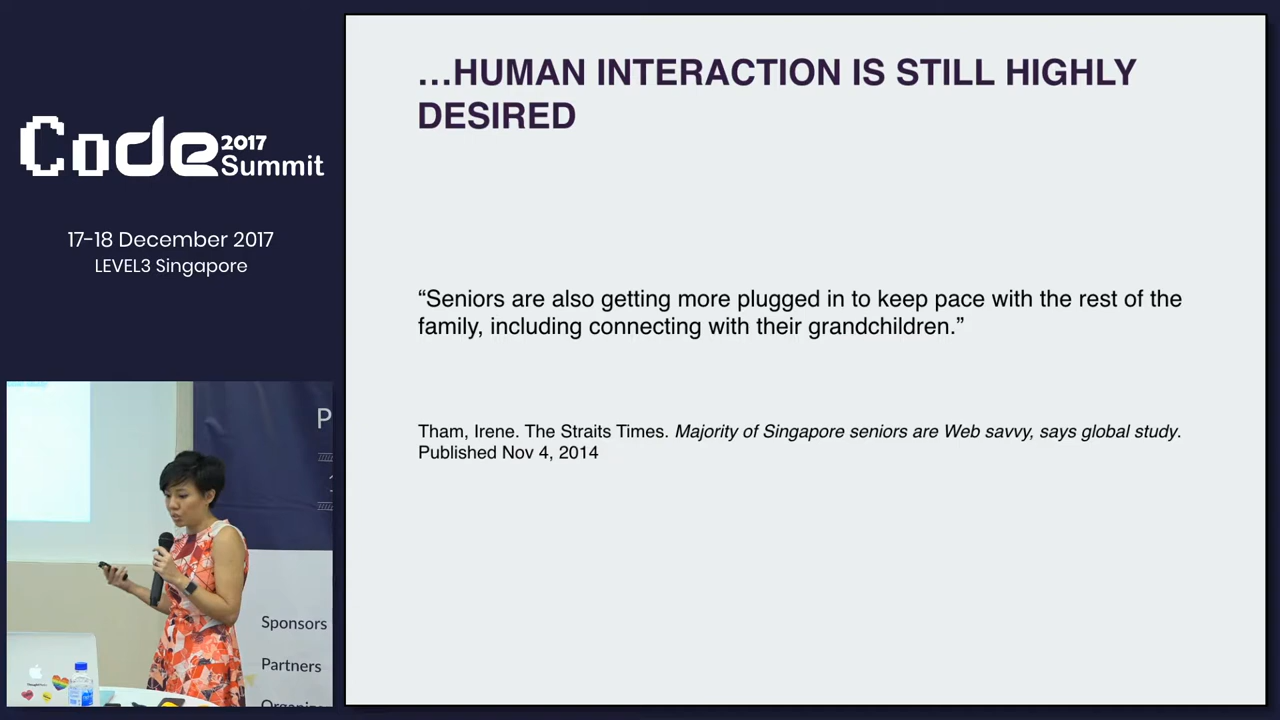 Code 2017
Summit
17-18 December 2017
LEVEL3 Singapore
…HUMAN INTERACTION IS STILL HIGHLY
DESIRED
“Seniors are also getting more plugged in to keep pace with the rest of the
family, including connecting with their grandchildren.”
Tham, Irene. The Straits Times. Majority of Singapore seniors are Web savvy, says global study.
Published Nov 4, 2014
P
Sponsors
Partners